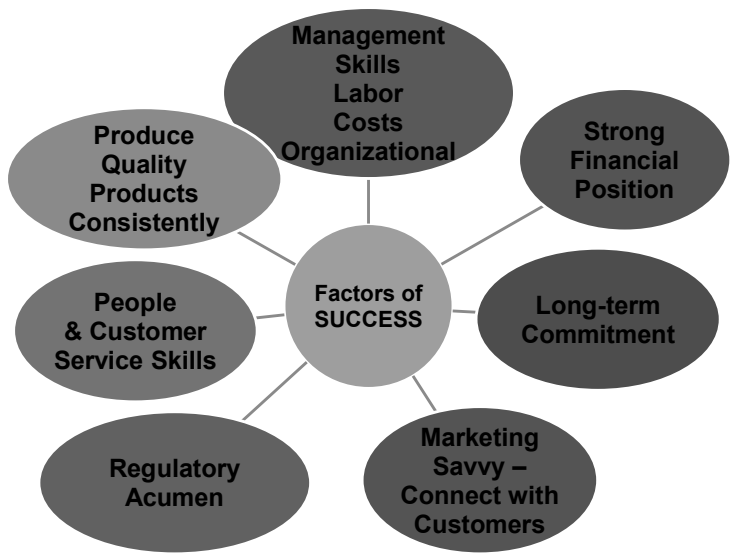 Management
Skills
Labor
Costs
Organizational
Strong
Financial
Position
Long-term
Commitment
Marketing
Savvy –
Connect with
Customers
Regulatory
Acumen
People
& Customer
Service Skills
Produce
Quality
Products
Consistently
Factors of
SUCCESS